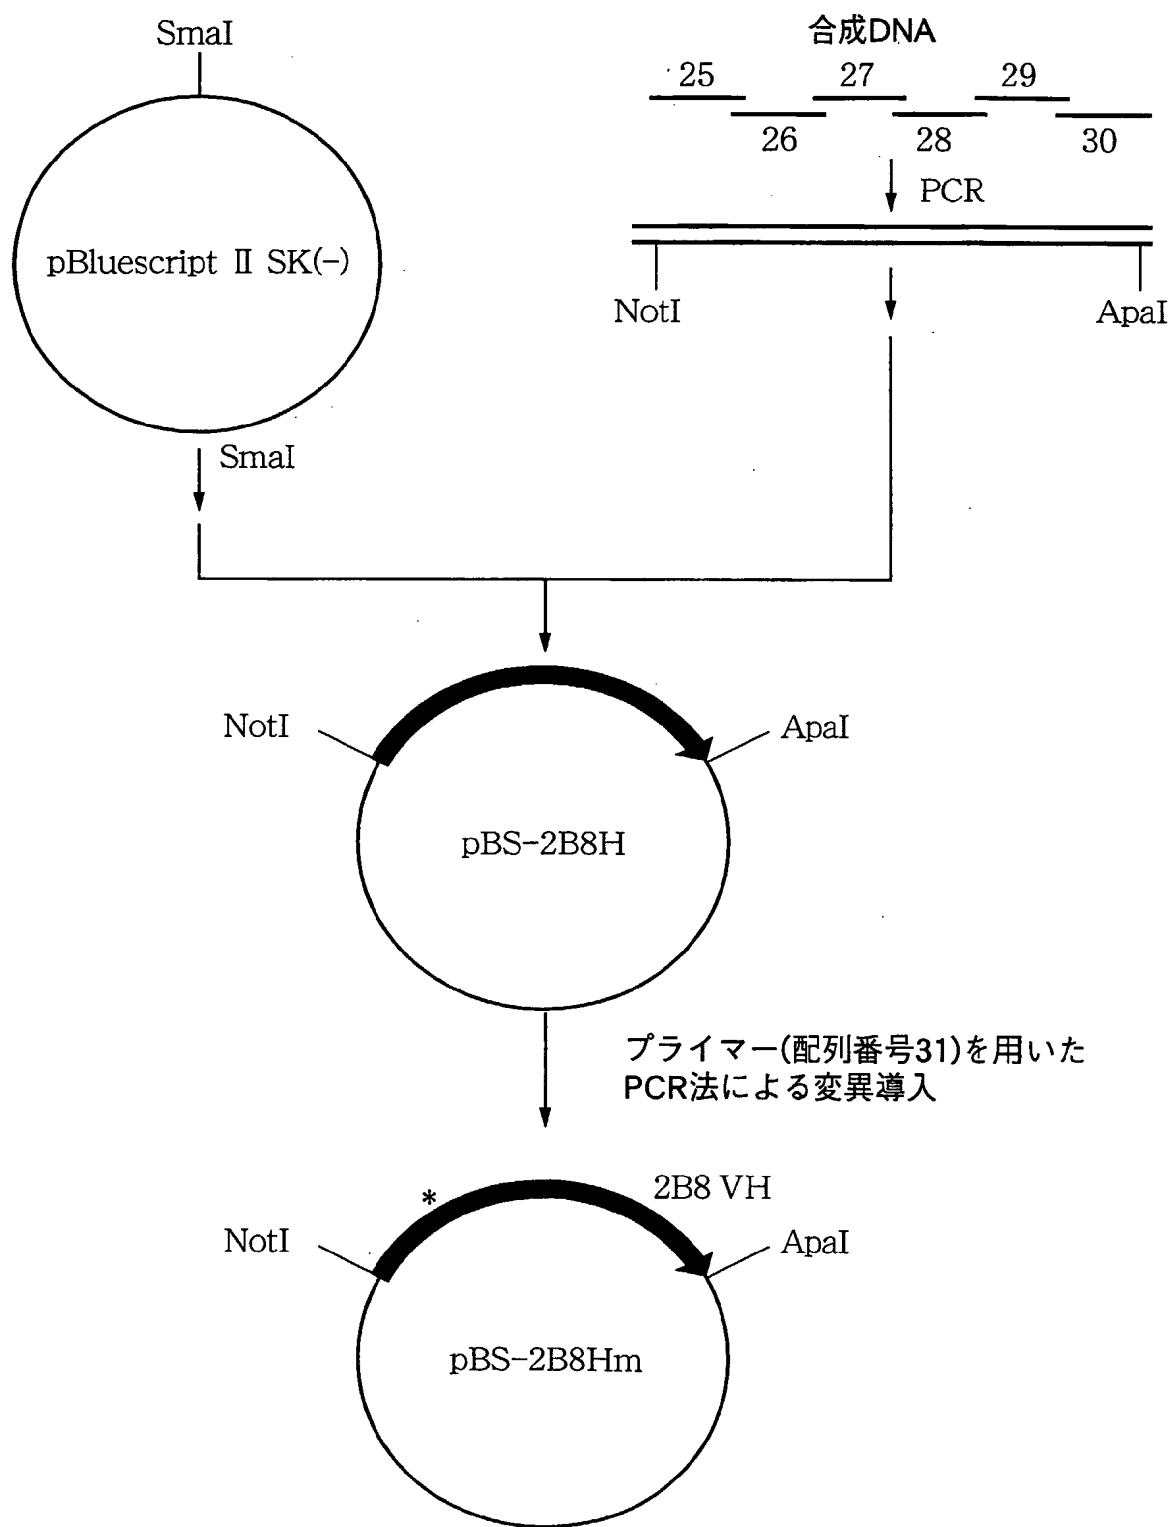 SmaI
合成DNA
25
27
29
26
28
30
PCR
pBluescript Ⅱ SK(-)
NotI
ApaI
SmaI
NotI
ApaI
pBS-2B8H
プライマー(配列番号31)を用いた
PCR法による変異導入
*
2B8 VH
NotI
ApaI
pBS-2B8Hm